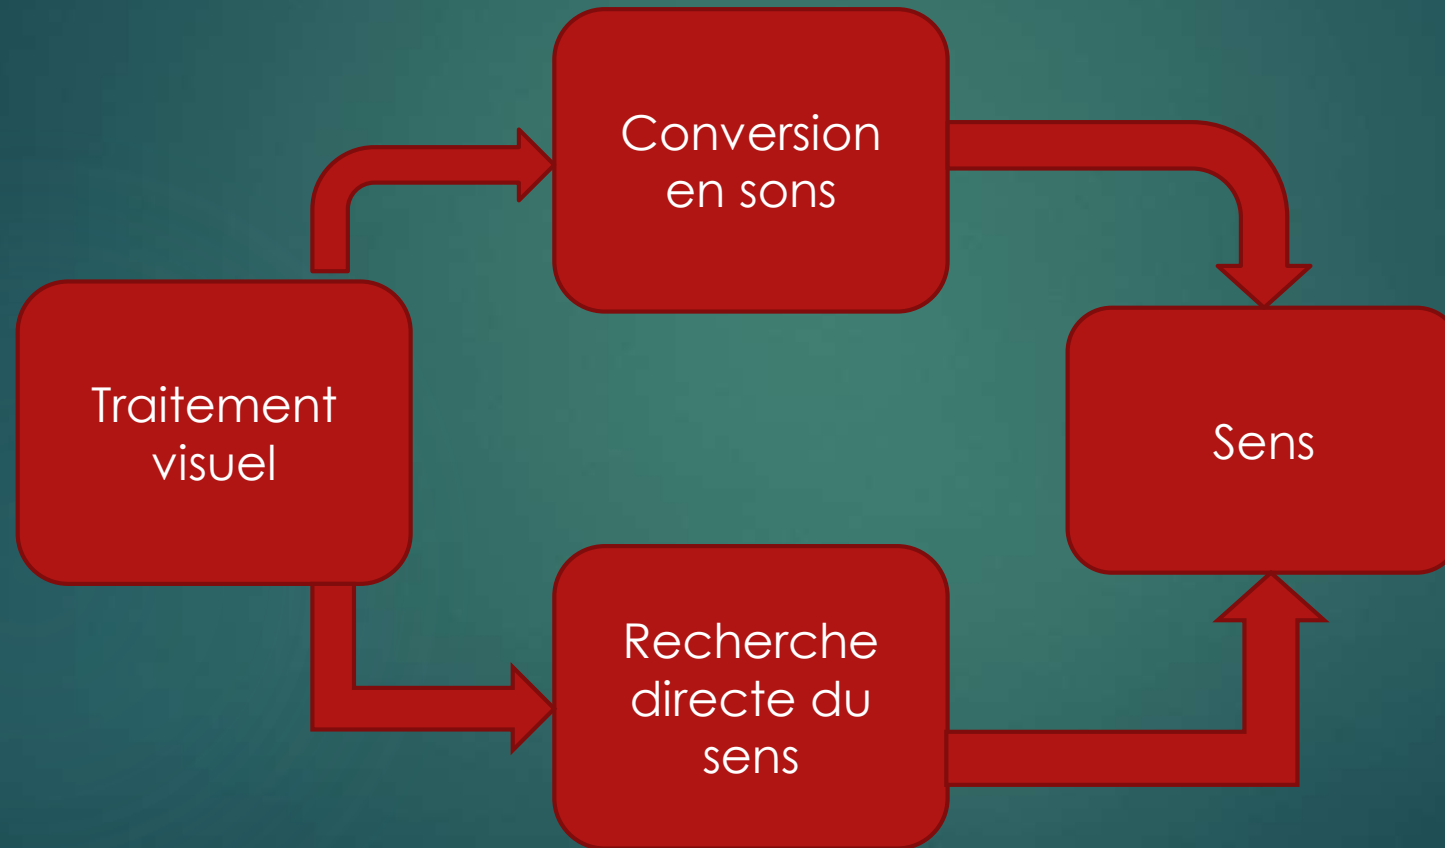 Conversion
en sons
Traitement
visuel
Sens
Recherche
directe du
sens